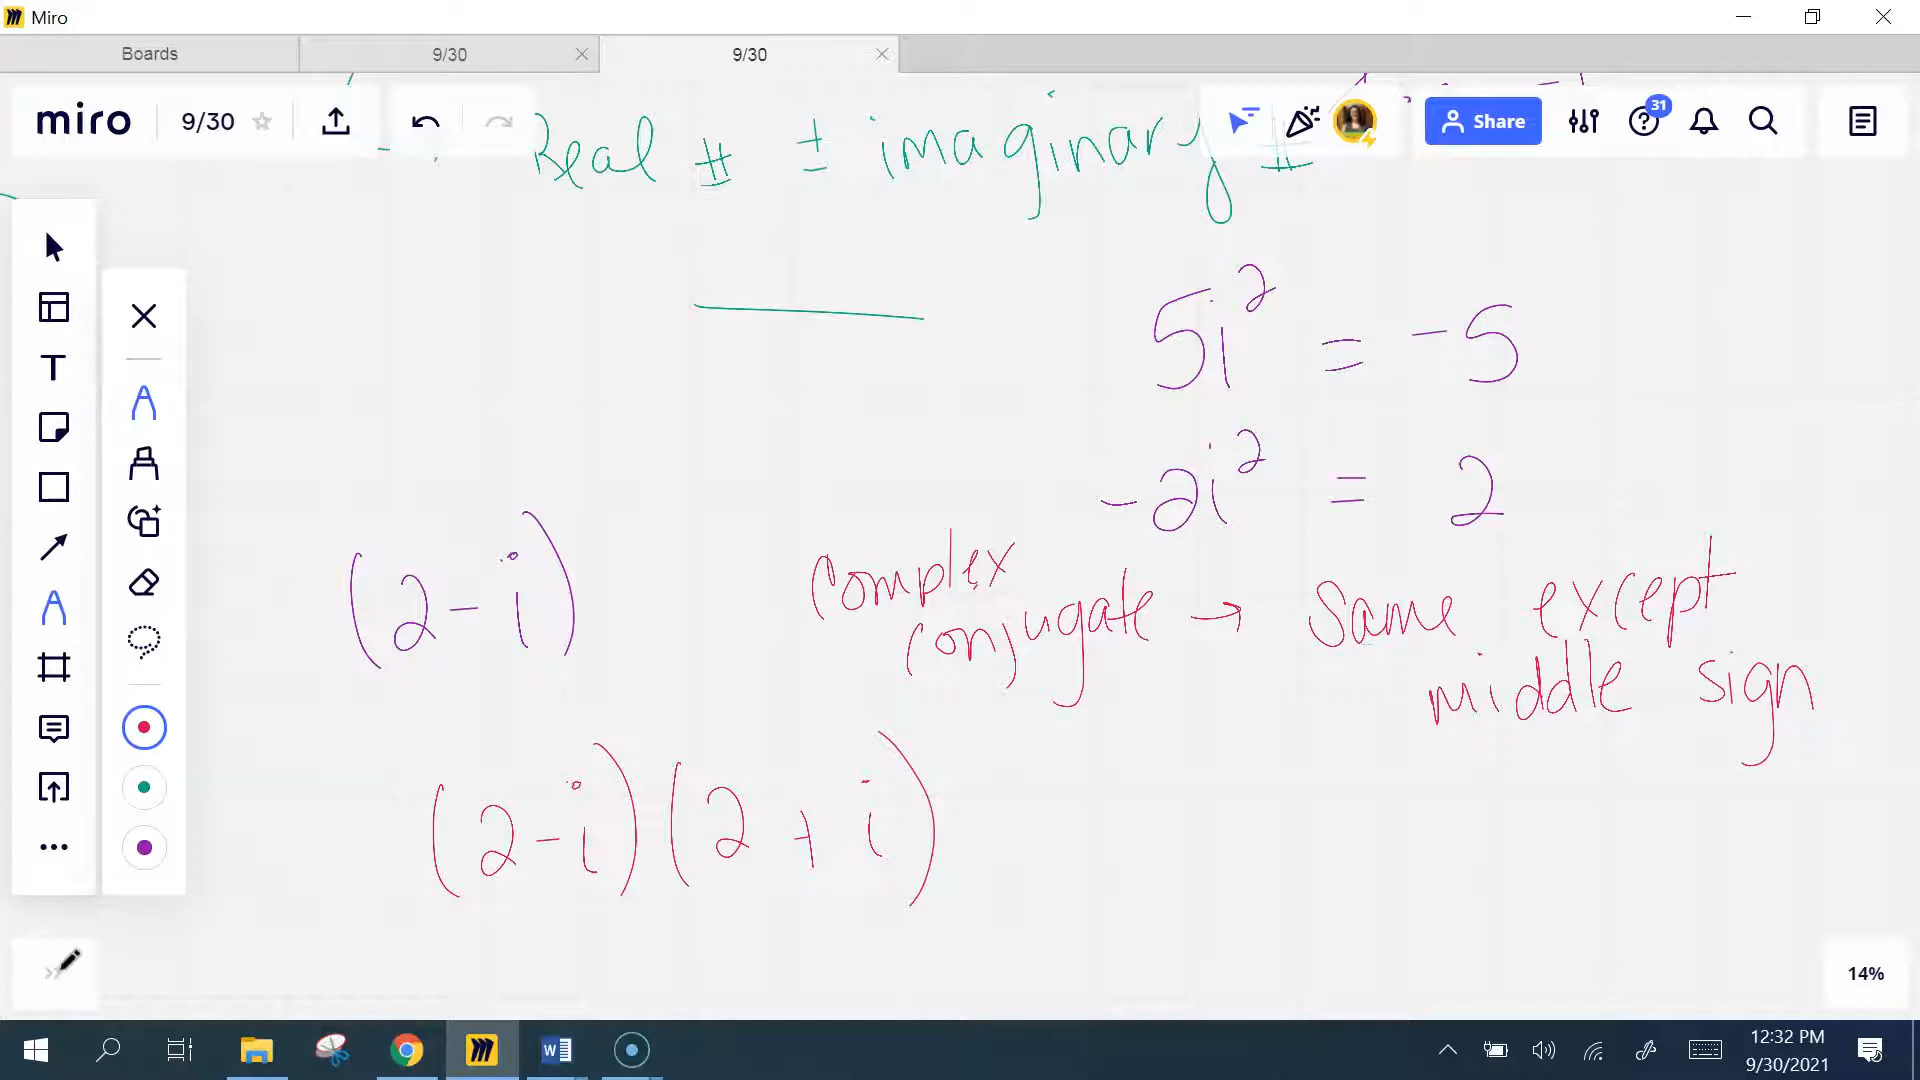 Miro
Boards
9/30
9/30
miro
9/30
Share
31
Real # ± imaginary #
5i² = -5
-2i² = 2
(2-i)
complex
conjugate → same except
middle sign
(2-i)(2+i)
T
14%
12:32 PM
9/30/2021